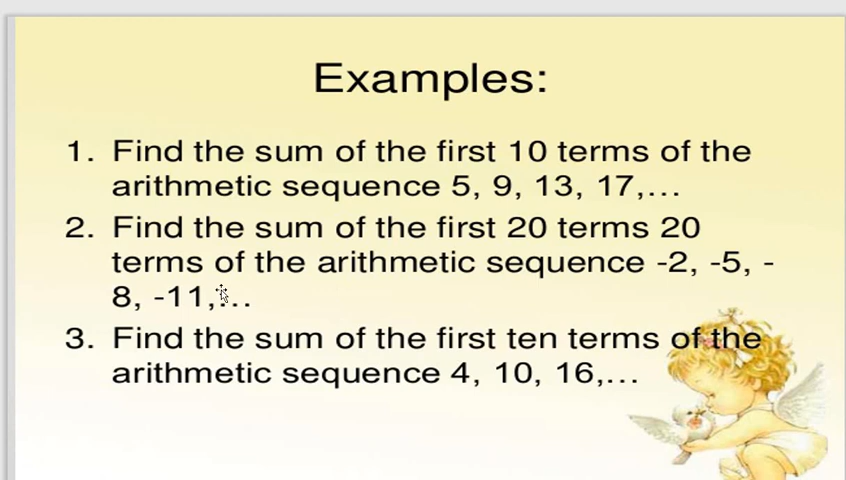 Examples:
1. Find the sum of the first 10 terms of the
arithmetic sequence 5, 9, 13, 17,...
2. Find the sum of the first 20 terms 20
terms of the arithmetic sequence -2, -5, -
8, -11,...
3. Find the sum of the first ten terms of the
arithmetic sequence 4, 10, 16,...